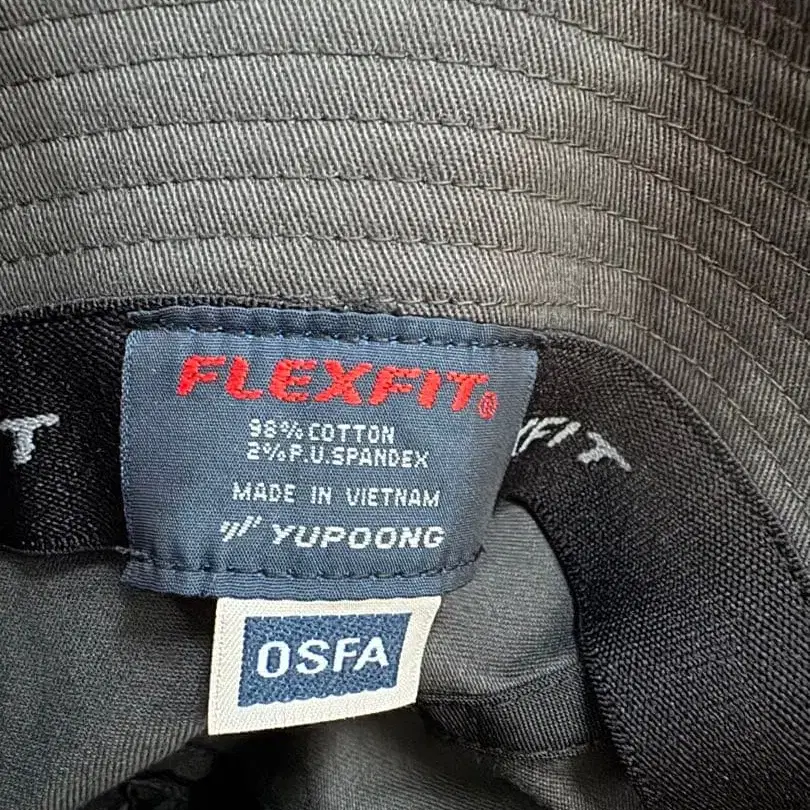 FLEXFIT®
98% COTTON
2% P.U.SPANDEX
MADE IN VIETNAM
YUPOONG
OSFA